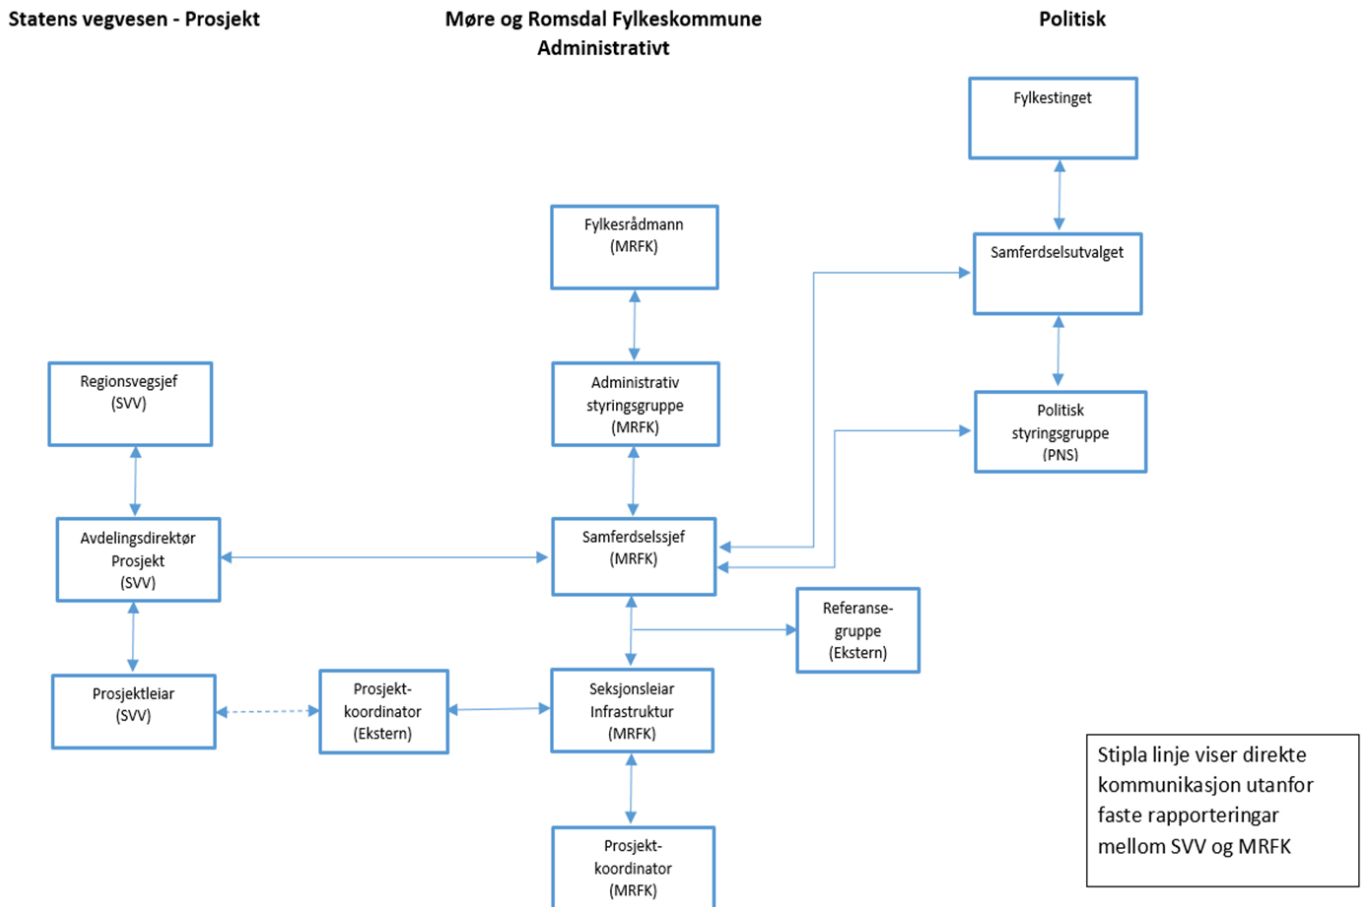 Statens vegvesen - Prosjekt
Møre og Romsdal Fylkeskommune
Administrativt
Politisk
Fylkestinget
Fylkesrådmann
(MRFK)
Samferdselsutvalget
Regionsvegsjef
(SVV)
Administrativ
styringsgruppe
(MRFK)
Politisk
styringsgruppe
(PNS)
Avdelingsdirektør
Prosjekt
(SVV)
Samferdselssjef
(MRFK)
Referanse-
gruppe
(Ekstern)
Prosjektleiar
(SVV)
Prosjekt-
koordinator
(Ekstern)
Seksjonsleiar
Infrastruktur
(MRFK)
Prosjekt-
koordinator
(MRFK)
Stipla linje viser direkte
kommunikasjon utanfor
faste rapporteringar
mellom SVV og MRFK